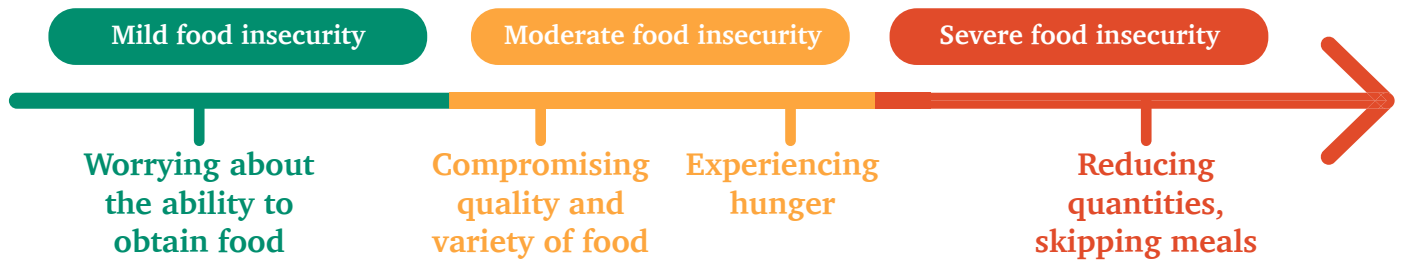 Mild food insecurity
Moderate food insecurity
Severe food insecurity
Worrying about
the ability to
obtain food
Compromising
quality and
variety of food
Experiencing
hunger
Reducing
quantities,
skipping meals